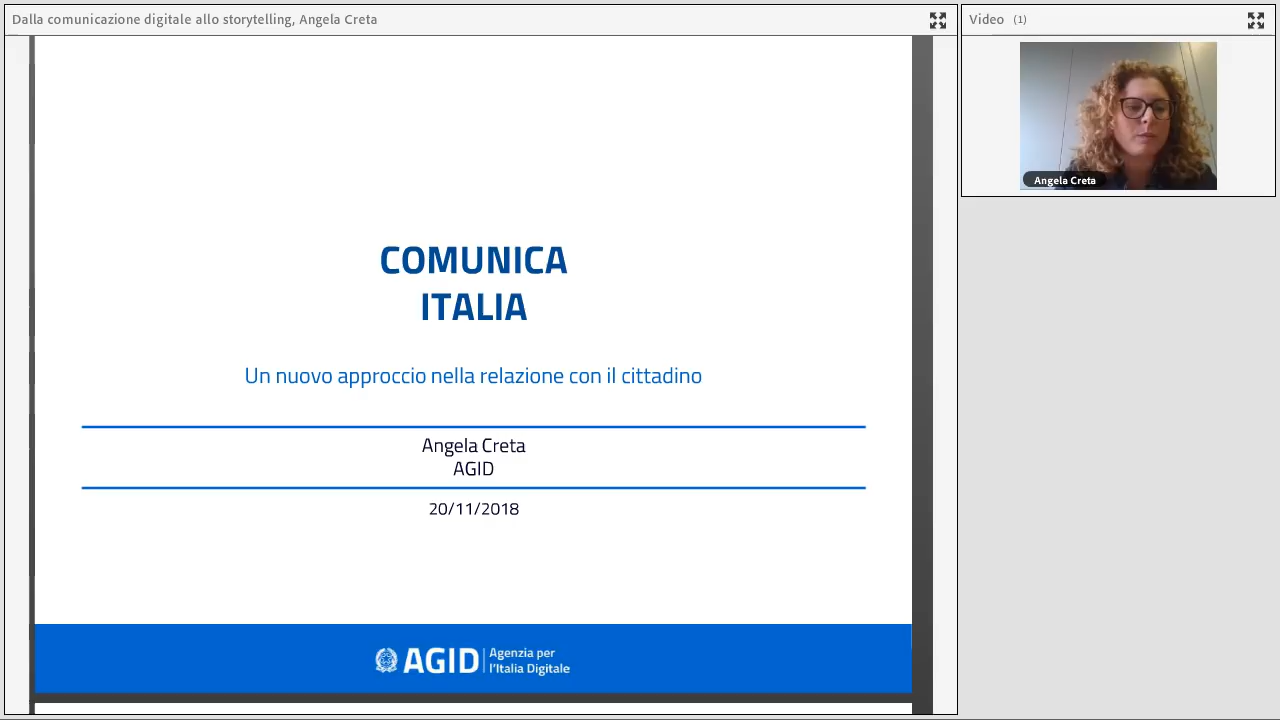 Dalla comunicazione digitale allo storytelling, Angela Creta
Video (1)
Angela Creta
COMUNICA
ITALIA
Un nuovo approccio nella relazione con il cittadino
Angela Creta
AGID
20/11/2018
AGID
Agenzia per
l'Italia Digitale